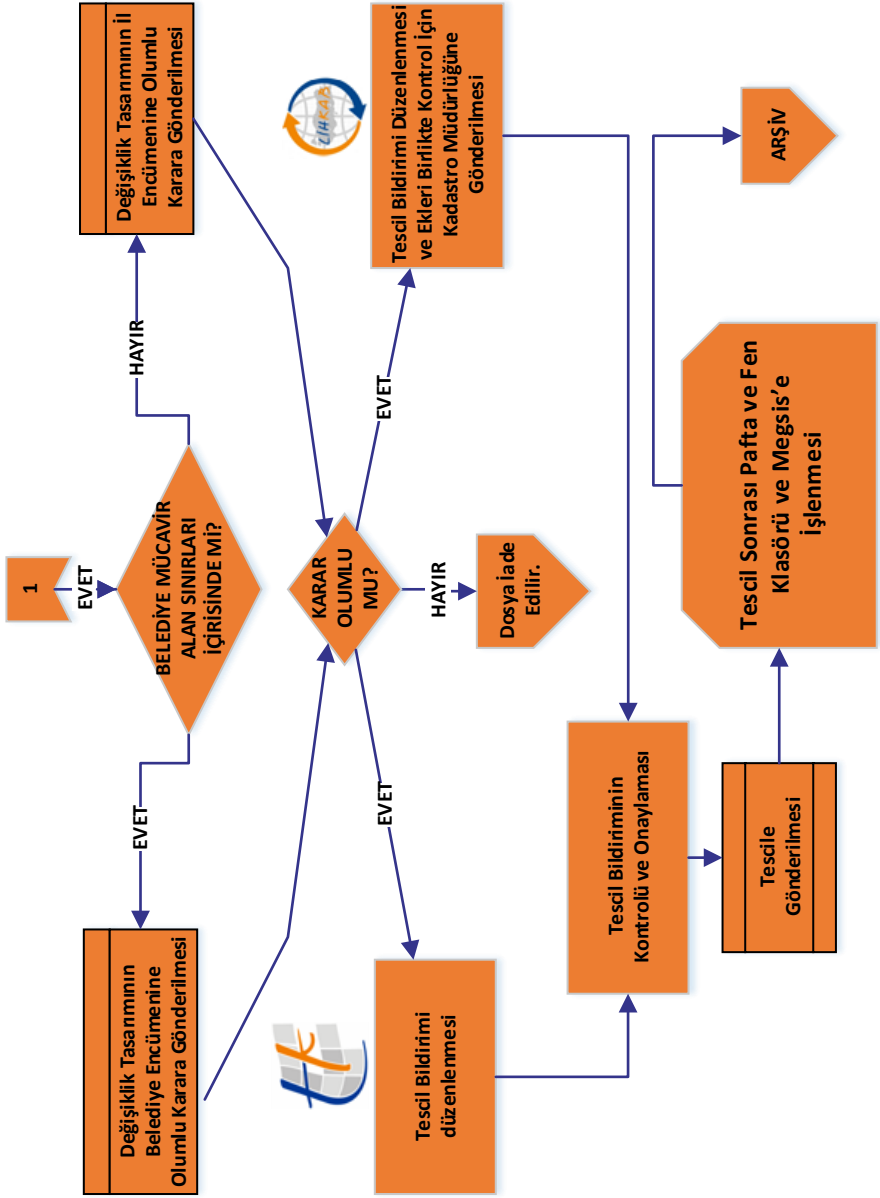 1
EVET
BELEDİYE MÜCAVİR
ALAN SINIRLARI
İÇİRİSİNDE Mİ?
EVET
HAYIR
Değişiklik Tasarımının
Belediye Encümenine
Olumlu Karara Gönderilmesi
Değişiklik Tasarımının İl
Encümenine Olumlu
Karara Gönderilmesi
KARAR
OLUMLU
MU?
EVET
HAYIR
EVET
Tescil Bildirimi
düzenlenmesi
Dosya İade
Edilir.
LİHKAB
Tescil Bildirimi Düzenlenmesi
ve Ekleri Birlikte Kontrol İçin
Kadastro Müdürlüğüne
Gönderilmesi
Tescil Bildiriminin
Kontrolü ve Onaylaması
Tescile
Gönderilmesi
Tescil Sonrası Pafta ve Fen
Klasörü ve Megsis’e
İşlenmesi
ARŞİV